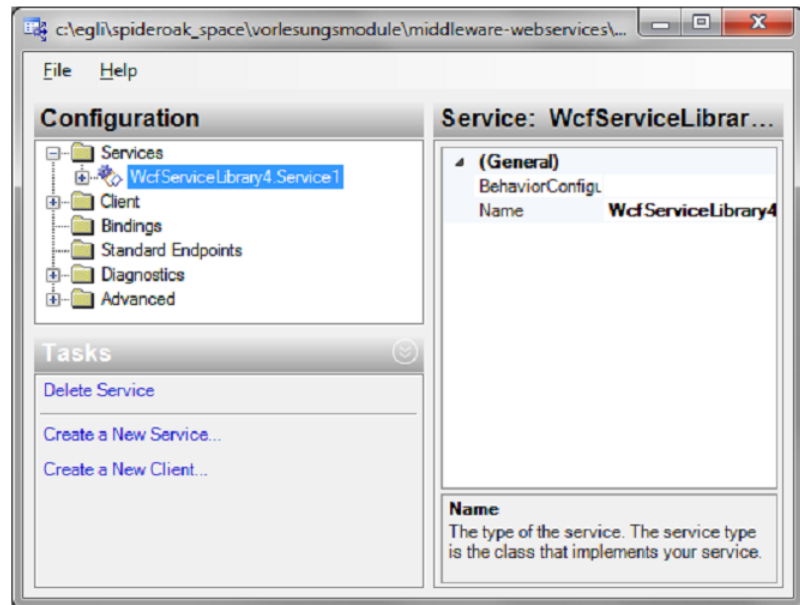 c:\egli\spideroak_space\vorlesungsmodule\middleware-webservices\...
File Help
Configuration
Services
WcfServiceLibrary4.Service1
Client
Bindings
Standard Endpoints
Diagnostics
Advanced
Tasks
Delete Service
Create a New Service...
Create a New Client...
Service: WcfServiceLibrar...
(General)
BehaviorConfigu
Name WcfServiceLibrary4
Name
The type of the service. The service type
is the class that implements your service.